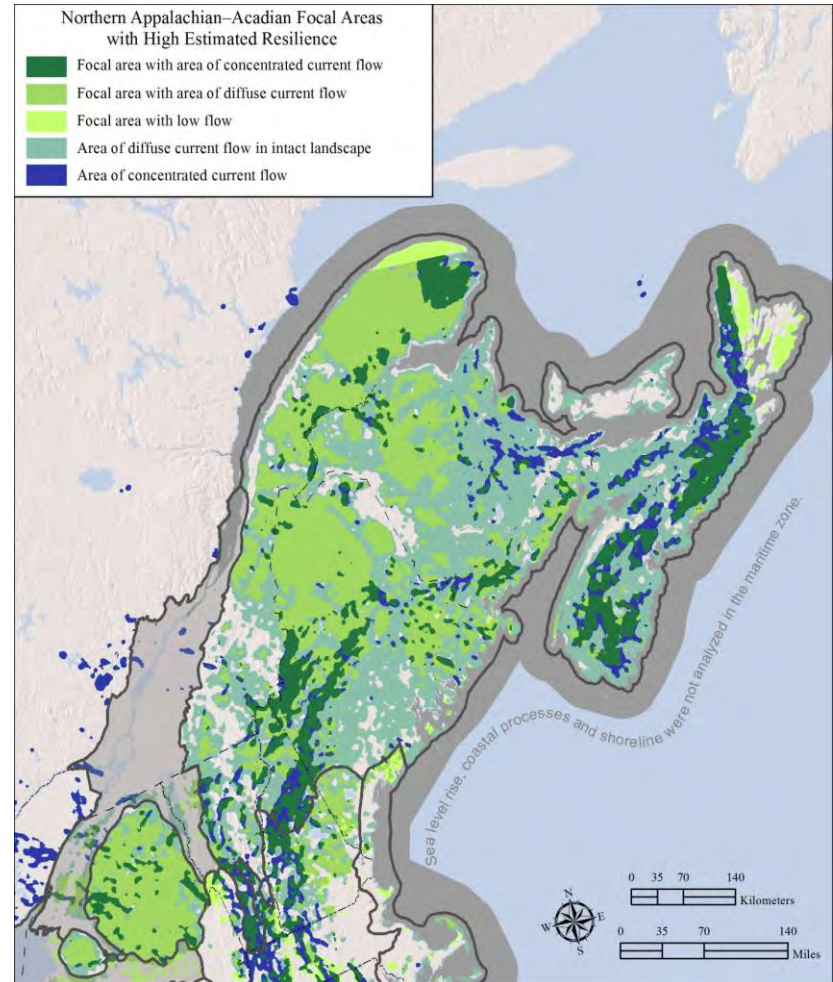 Northern Appalachian–Acadian Focal Areas
with High Estimated Resilience
Focal area with area of concentrated current flow
Focal area with area of diffuse current flow
Focal area with low flow
Area of diffuse current flow in intact landscape
Area of concentrated current flow
Sea level rise, coastal processes and shoreline were not analyzed in the maritime zone.
N
W E
S
0 35 70 140
Kilometers
0 35 70 140
Miles